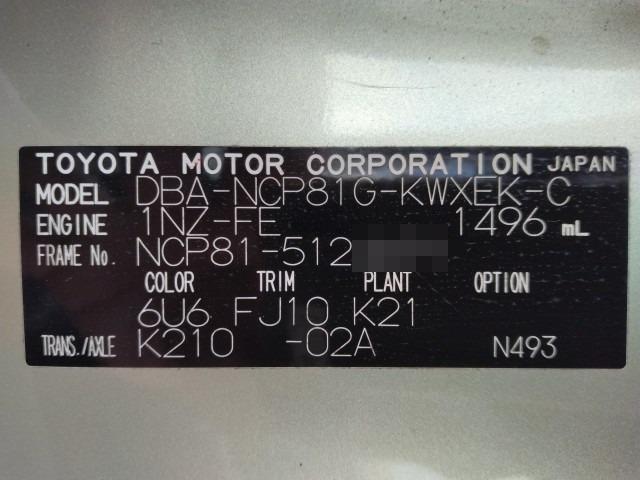 TOYOTA MOTOR CORPORATION JAPAN
MODEL DBA-NCP81G-KWXEK-C
ENGINE 1NZ-FE 1496 mL
FRAME No. NCP81-512
COLOR TRIM PLANT OPTION
6U6 FJ10 K21
TRANS./AXLE K210 -02A N493